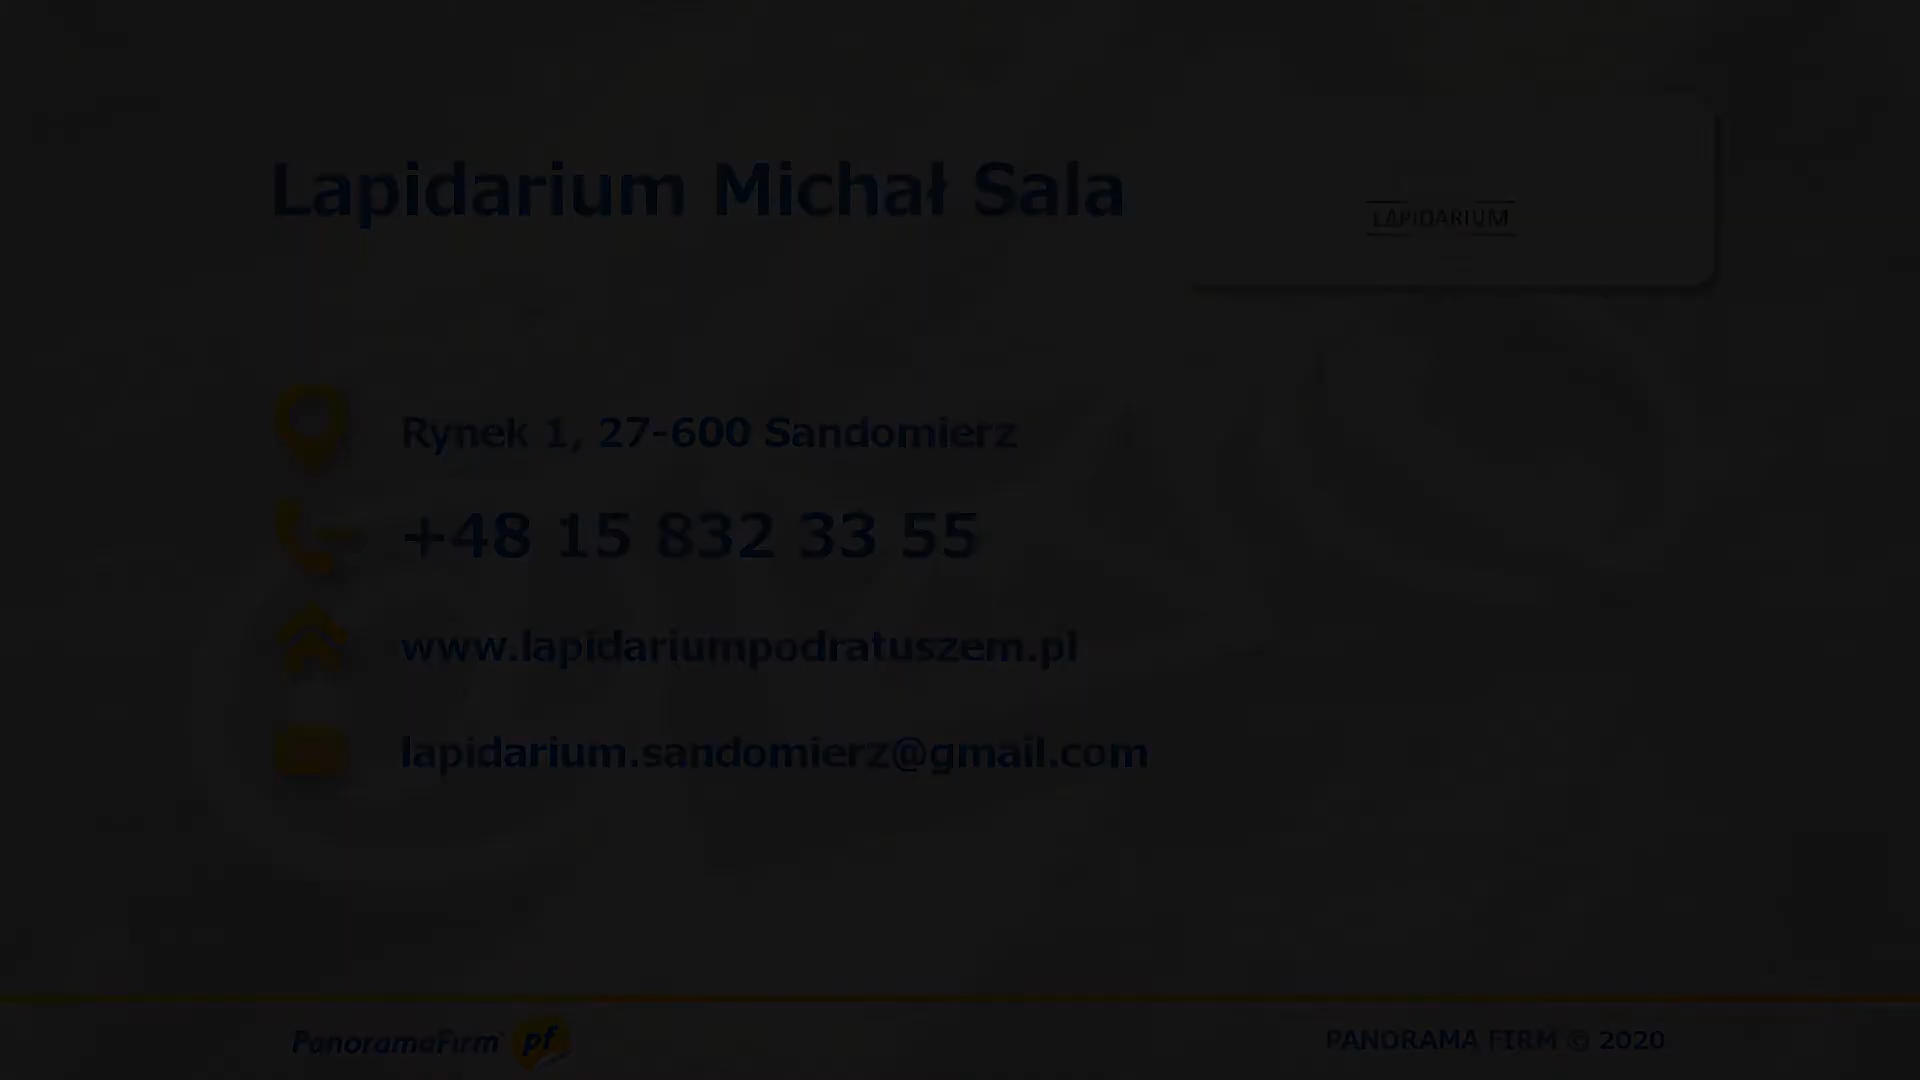 Lapidarium Michał Sala
LAPIDARIUM
Rynek 1, 27-600 Sandomierz
+48 15 832 33 55
www.lapidariumpodratuszem.pl
lapidarium.sandomierz@gmail.com
PanoramaFirm pf
PANORAMA FIRM © 2020